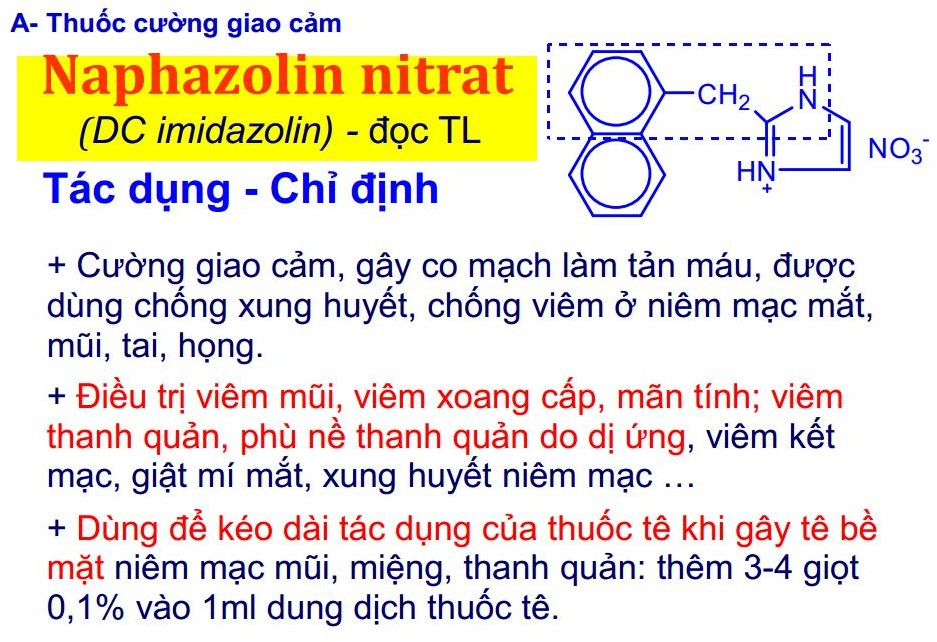 A- Thuốc cường giao cảm
Naphazolin nitrat
(DC imidazolin) - đọc TL
CH2
H
N
HN
+
NO3-
Tác dụng - Chỉ định
+ Cường giao cảm, gây co mạch làm tản máu, được
dùng chống xung huyết, chống viêm ở niêm mạc mắt,
mũi, tai, họng.
+ Điều trị viêm mũi, viêm xoang cấp, mãn tính; viêm
thanh quản, phù nề thanh quản do dị ứng, viêm kết
mạc, giật mí mắt, xung huyết niêm mạc ...
+ Dùng để kéo dài tác dụng của thuốc tê khi gây tê bề
mặt niêm mạc mũi, miệng, thanh quản: thêm 3-4 giọt
0,1% vào 1ml dung dịch thuốc tê.